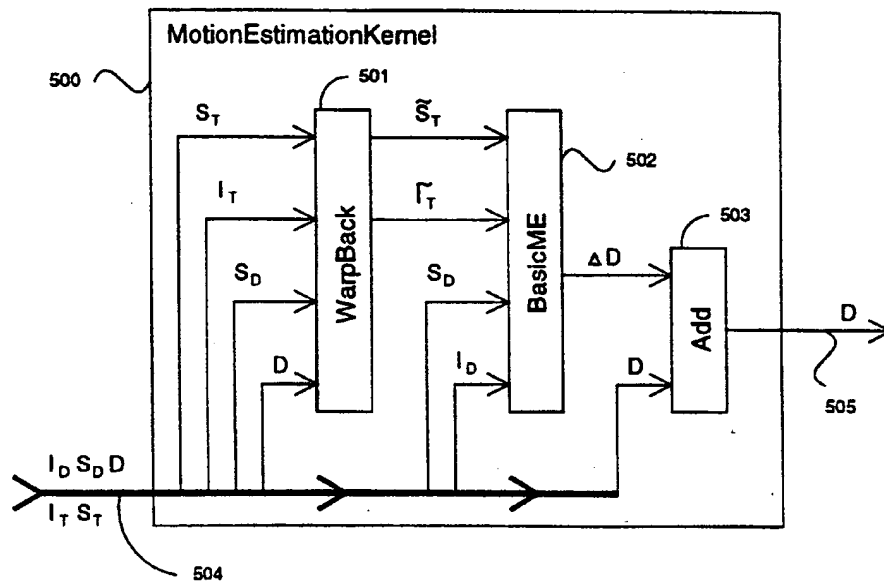 MotionEstimationKernel
500
501
S_T
S̃_T
502
I_T
Ĩ_T
503
WarpBack
BasicME
Add
S_D
S_D
ΔD
D
D
I_D
D
505
I_D S_D D
I_T S_T
504